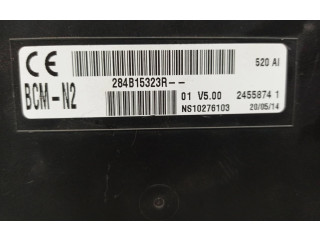 CE
520 AI
284B15323R--
BCM-N2
01 V5.00 2455874 1
NS10276103 20/05/14